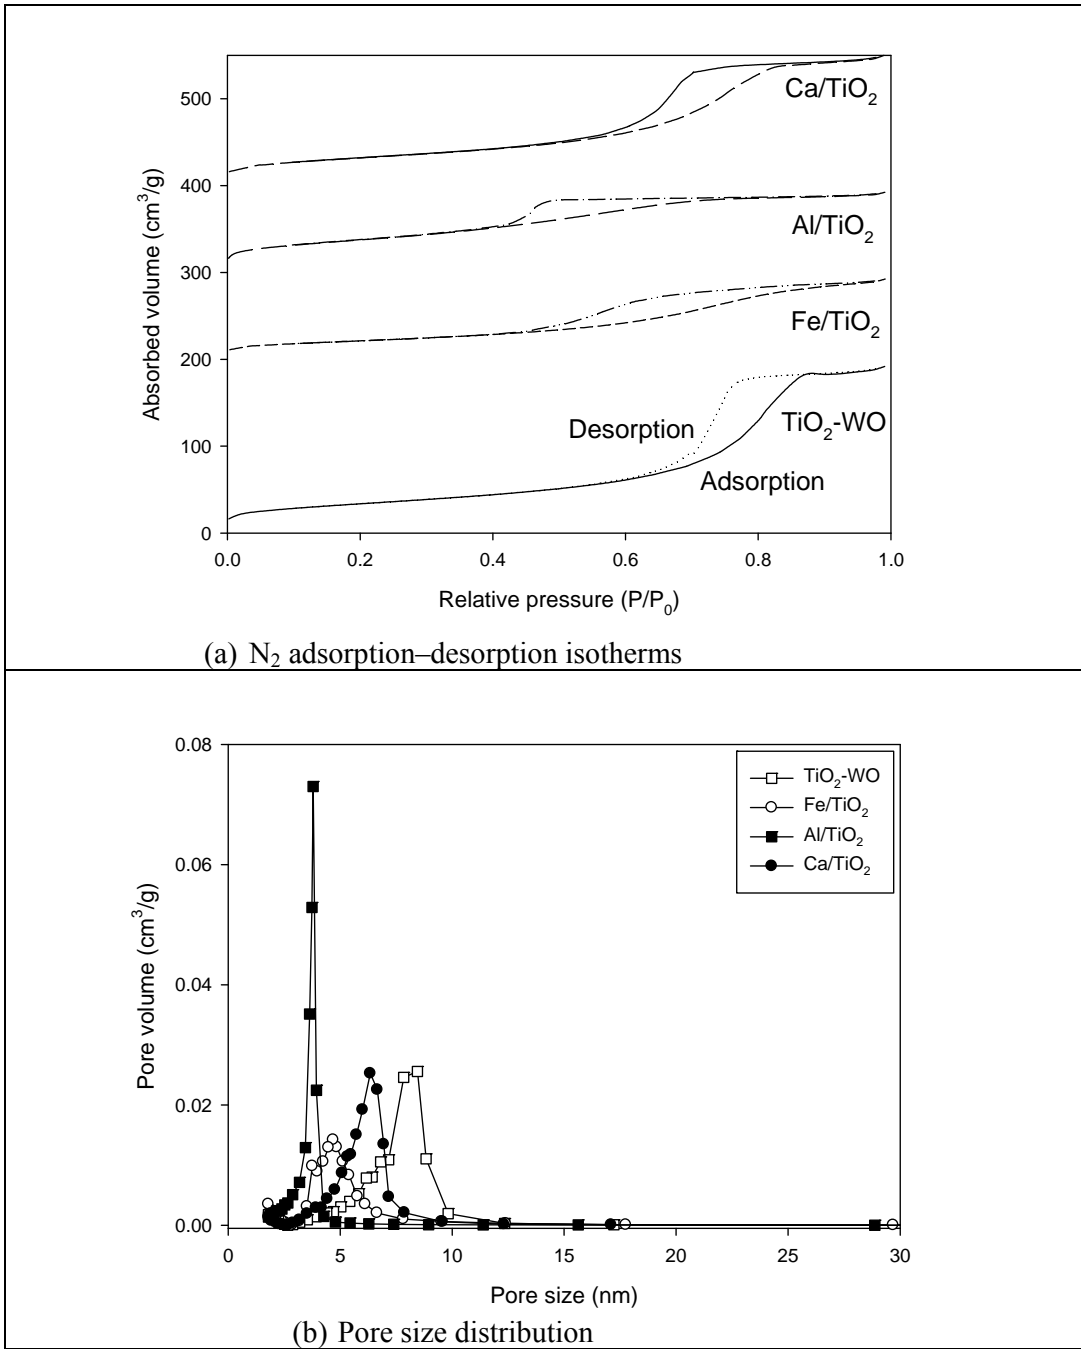 500
400
300
200
100
0
Absorbed volume (cm³/g)
Ca/TiO₂
Al/TiO₂
Fe/TiO₂
TiO₂-WO
Desorption
Adsorption
0.0 0.2 0.4 0.6 0.8 1.0
Relative pressure (P/P₀)
(a) N₂ adsorption–desorption isotherms
0.08
0.06
0.04
0.02
0.00
Pore volume (cm³/g)
TiO₂-WO
Fe/TiO₂
Al/TiO₂
Ca/TiO₂
0 5 10 15 20 25 30
Pore size (nm)
(b) Pore size distribution